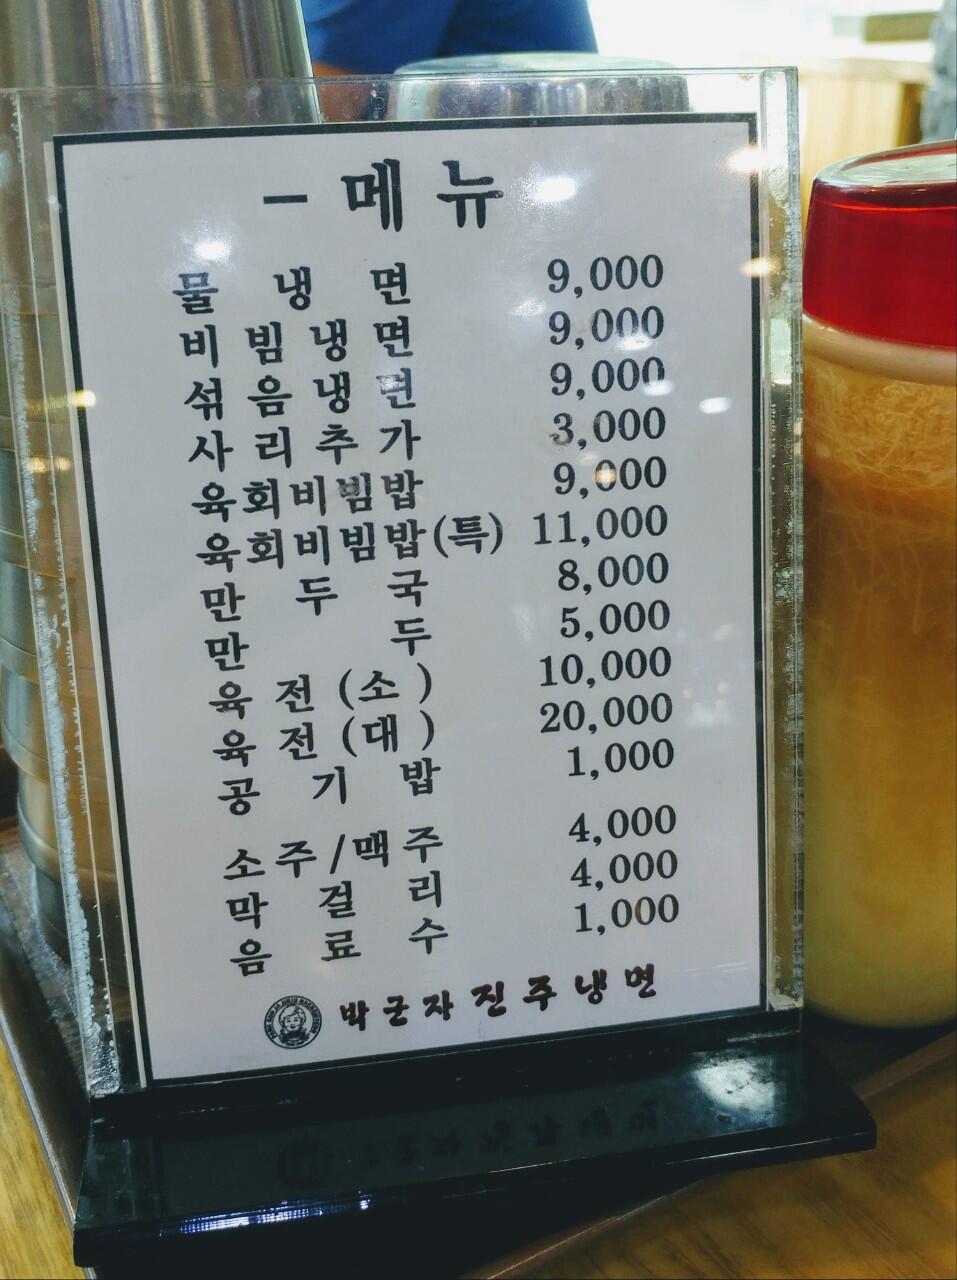 - 메뉴
물냉면 9,000
비빔냉면 9,000
섞음냉면 9,000
사리추가 3,000
육회비빔밥 9,000
육회비빔밥(특) 11,000
만두국 8,000
만두 5,000
육전(소) 10,000
육전(대) 20,000
공기밥 1,000
소주/맥주 4,000
막걸리 4,000
음료수 1,000
박군자진주냉면